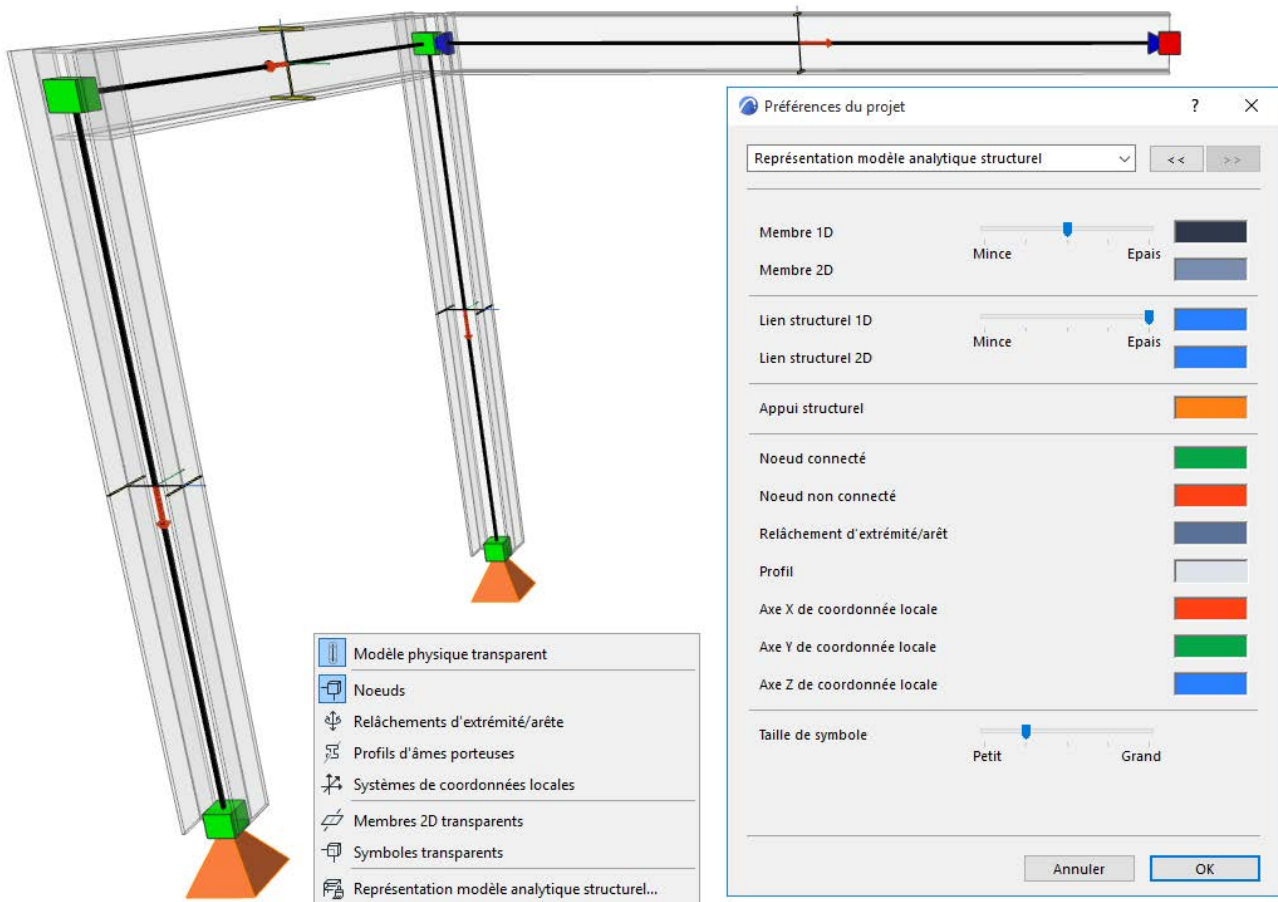 Préférences du projet
?
Représentation modèle analytique structurel
<<
>>
Membre 1D
Mince
Epais
Membre 2D
Lien structurel 1D
Mince
Epais
Lien structurel 2D
Appui structurel
Noeud connecté
Noeud non connecté
Relâchement d'extrémité/arêt
Profil
Axe X de coordonnée locale
Axe Y de coordonnée locale
Axe Z de coordonnée locale
Taille de symbole
Petit
Grand
Annuler
OK
Modèle physique transparent
Noeuds
Relâchements d'extrémité/arête
Profils d'âmes porteuses
Systèmes de coordonnées locales
Membres 2D transparents
Symboles transparents
Représentation modèle analytique structurel...